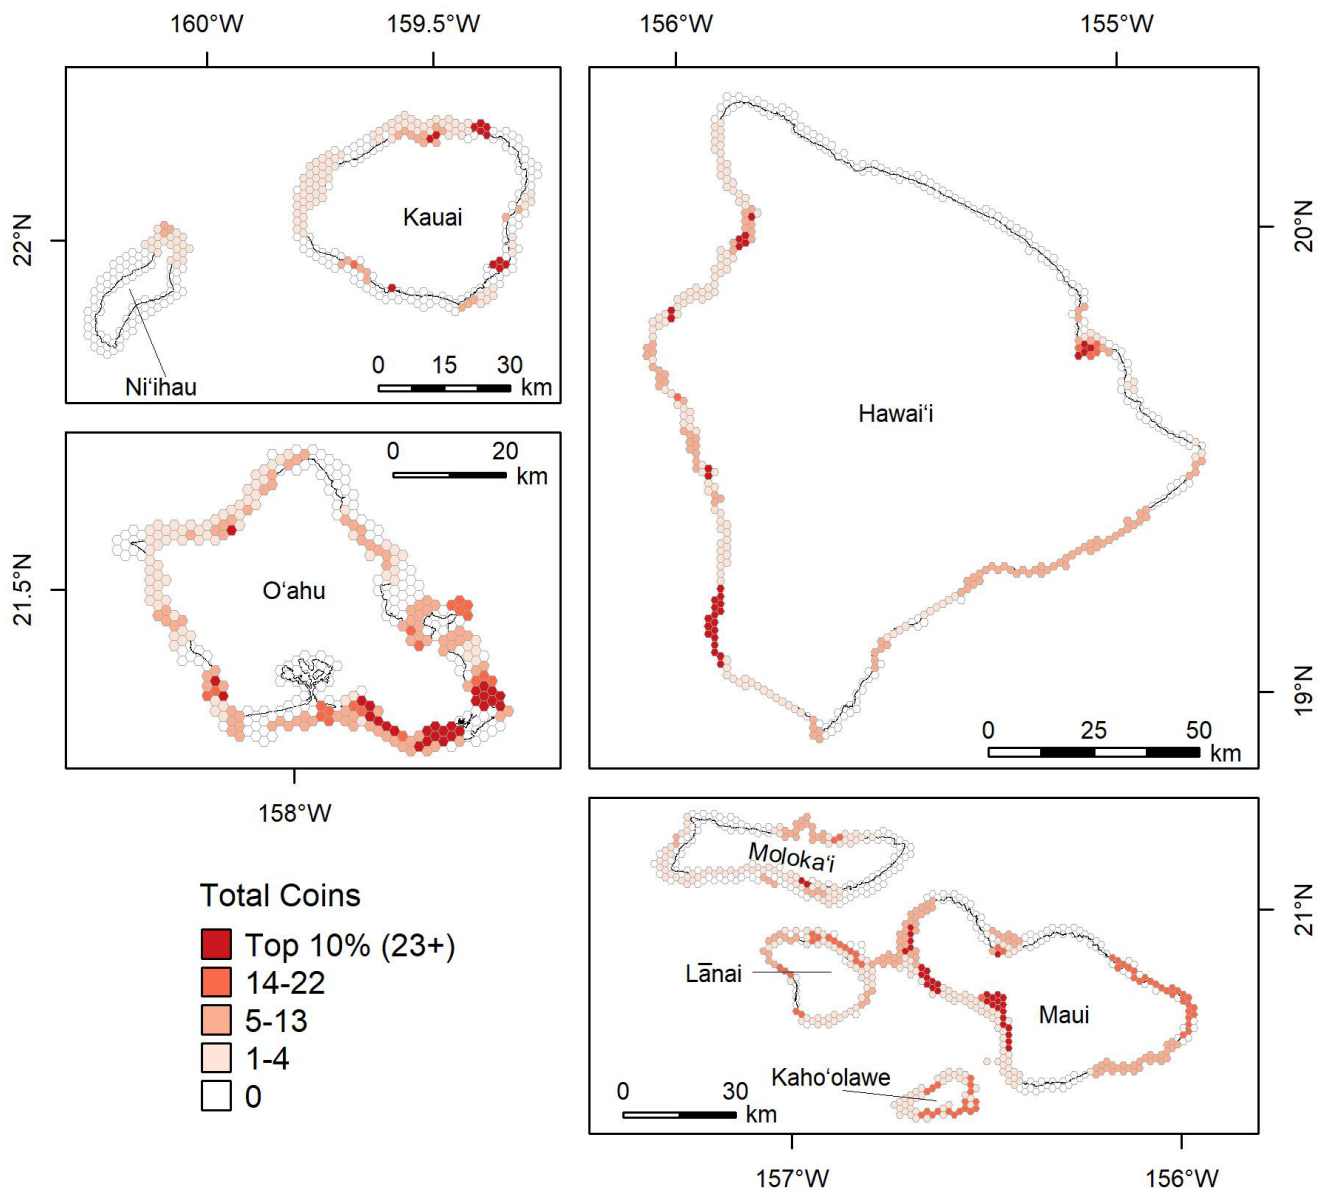 160°W 159.5°W 156°W 155°W
22°N
Kauai
Ni‘ihau
0 15 30
km
20°N
Hawai‘i
19°N
0 25 50
km
0 20
km
21.5°N
O‘ahu
158°W
Moloka‘i
21°N
Lānai
Maui
Kaho‘olawe
0 30
km
157°W 156°W
Total Coins
Top 10% (23+)
14-22
5-13
1-4
0